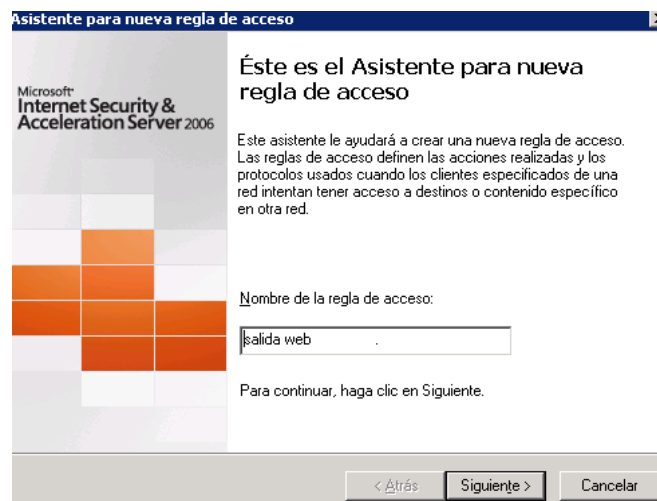 Asistente para nueva regla de acceso
Microsoft
Internet Security &
Acceleration Server 2006
Éste es el Asistente para nueva
regla de acceso
Este asistente le ayudará a crear una nueva regla de acceso.
Las reglas de acceso definen las acciones realizadas y los
protocolos usados cuando los clientes especificados de una
red intentan tener acceso a destinos o contenido específico
en otra red.
Nombre de la regla de acceso:
salida web .
Para continuar, haga clic en Siguiente.
< Atrás
Siguiente >
Cancelar